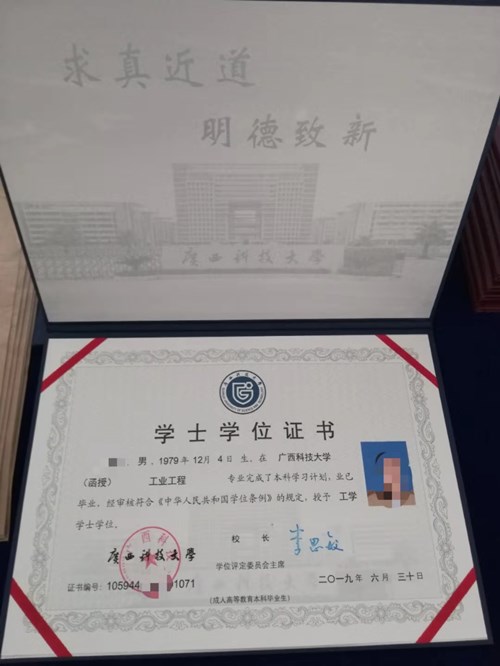 求真近道
明德致新
广西科技大学
学士学位证书
男，1979年12月 4日 生。在 广西科技大学
（函授） 工业工程 专业完成了本科学习计划，业已
毕业，经审核符合《中华人民共和国学位条例》的规定，授予 工学
学士学位。
广西科技大学
校 长 李思敏
学位评定委员会主席
证书编号：105944 1071
二〇一九年 六月 三十日
（成人高等教育本科毕业生）